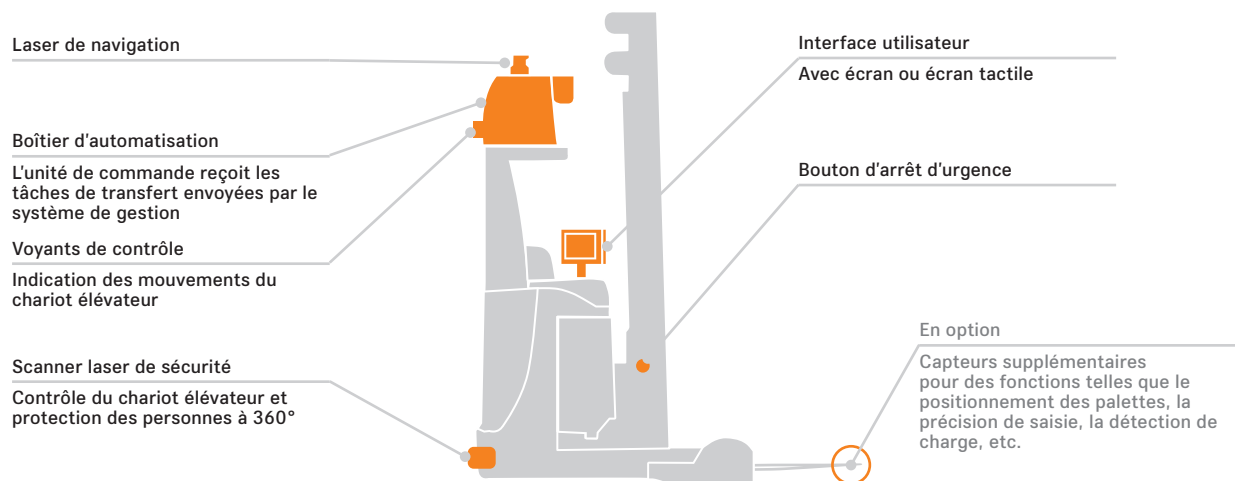 Laser de navigation
Boîtier d'automatisation
L'unité de commande reçoit les
tâches de transfert envoyées par le
système de gestion
Voyants de contrôle
Indication des mouvements du
chariot élévateur
Scanner laser de sécurité
Contrôle du chariot élévateur et
protection des personnes à 360°
Interface utilisateur
Avec écran ou écran tactile
Bouton d'arrêt d'urgence
En option
Capteurs supplémentaires
pour des fonctions telles que le
positionnement des palettes, la
précision de saisie, la détection de
charge, etc.